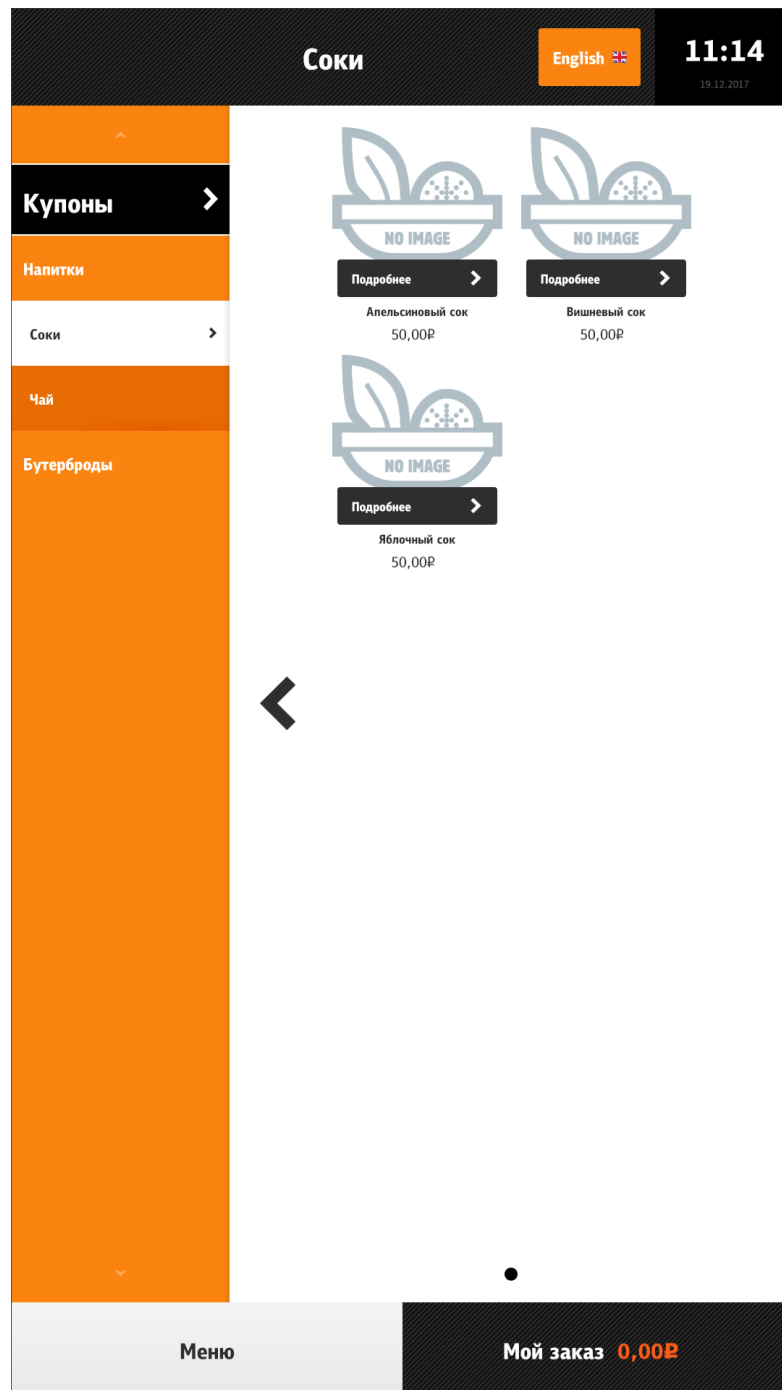 Соки
English
11:14
19.12.2017
Купоны
Напитки
Соки
Чай
Бутерброды
NO IMAGE
Подробнее
Апельсиновый сок
50,00₽
NO IMAGE
Подробнее
Вишневый сок
50,00₽
NO IMAGE
Подробнее
Яблочный сок
50,00₽
Меню
Мой заказ 0,00₽